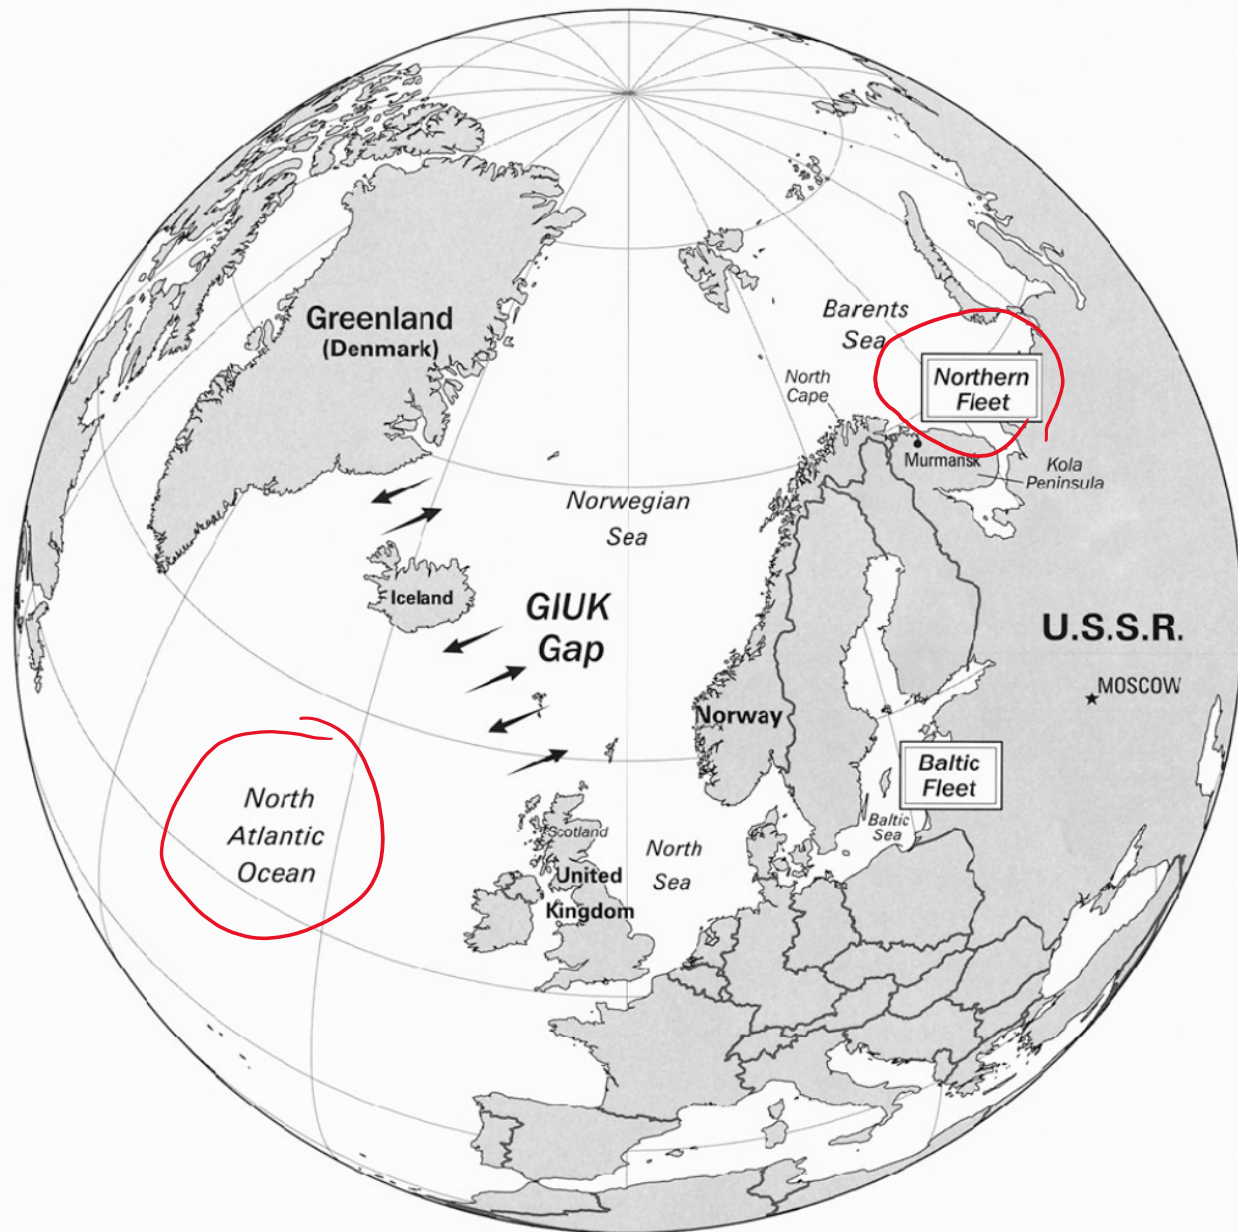 Greenland
(Denmark)
Barents
Sea
North
Cape
Northern
Fleet
Murmansk
Kola
Peninsula
Norwegian
Sea
Iceland
GIUK
Gap
U.S.S.R.
MOSCOW
Norway
Baltic
Fleet
Baltic
Sea
North
Atlantic
Ocean
Scotland
North
Sea
United
Kingdom